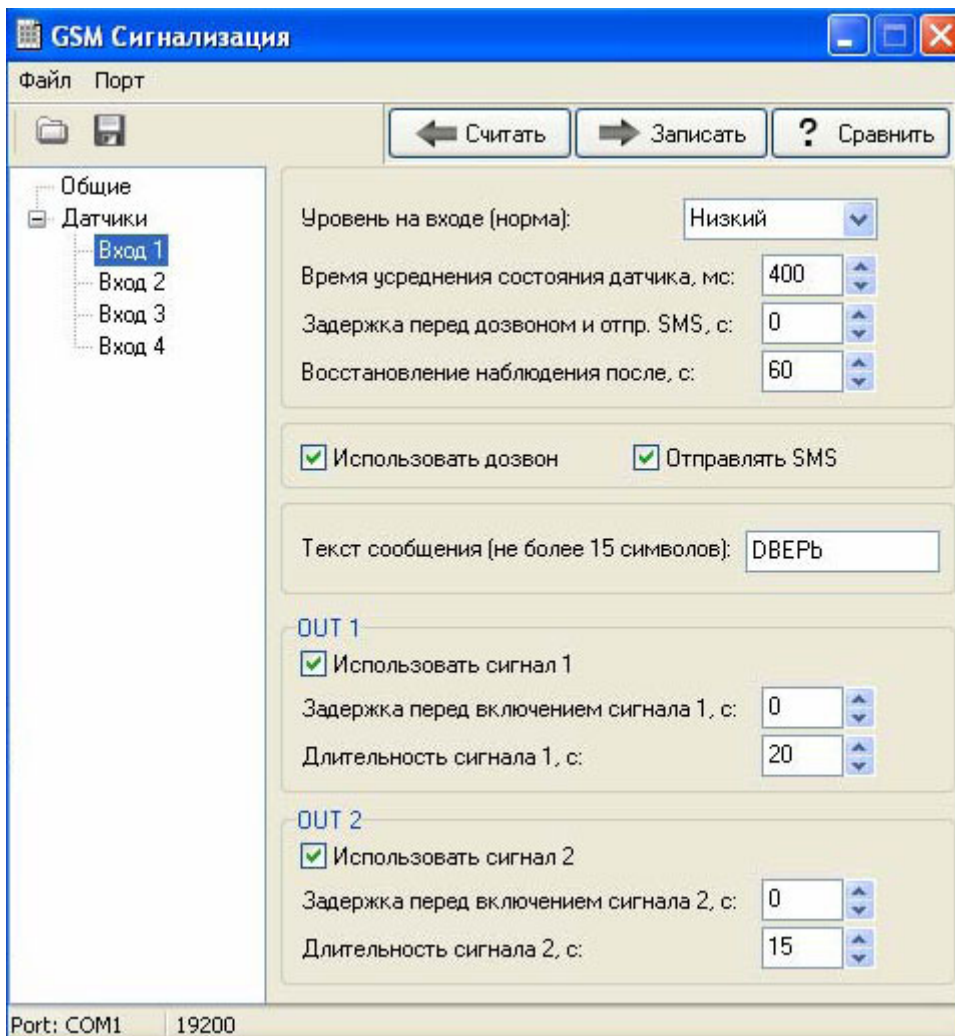 GSM Сигнализация
Файл Порт
Считать Записать ? Сравнить
Общие
Датчики
Вход 1
Вход 2
Вход 3
Вход 4
Уровень на входе (норма): Низкий
Время усреднения состояния датчика, мс: 400
Задержка перед дозвоном и отпр. SMS, с: 0
Восстановление наблюдения после, с: 60
Использовать дозвон Отправлять SMS
Текст сообщения (не более 15 символов): DBEPb
OUT 1
Использовать сигнал 1
Задержка перед включением сигнала 1, с: 0
Длительность сигнала 1, с: 20
OUT 2
Использовать сигнал 2
Задержка перед включением сигнала 2, с: 0
Длительность сигнала 2, с: 15
Port: COM1 19200